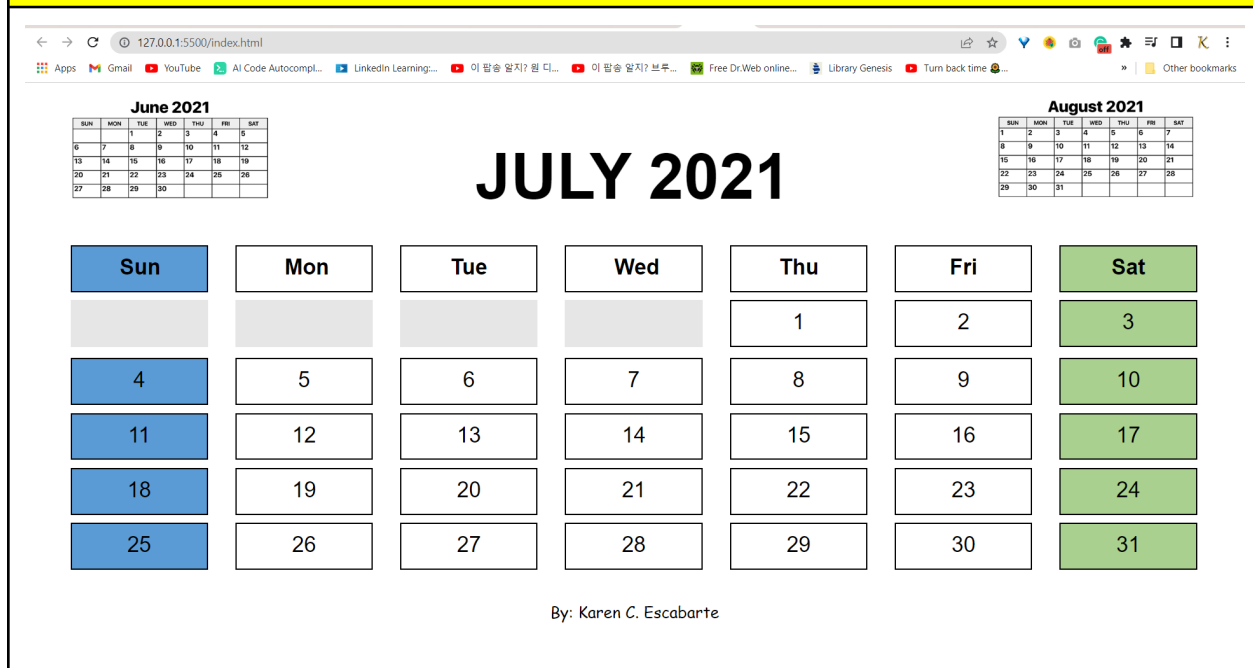 127.0.0.1:5500/index.html
off
Apps Gmail YouTube AI Code Autocompl... LinkedIn Learning:... 이 팝송 알지? 원 디... 이 팝송 알지? 브루... Free Dr.Web online... Library Genesis Turn back time ... » Other bookmarks
June 2021
SUN MON TUE WED THU FRI SAT
1 2 3 4 5
6 7 8 9 10 11 12
13 14 15 16 17 18 19
20 21 22 23 24 25 26
27 28 29 30
JULY 2021
August 2021
SUN MON TUE WED THU FRI SAT
1 2 3 4 5 6 7
8 9 10 11 12 13 14
15 16 17 18 19 20 21
22 23 24 25 26 27 28
29 30 31
Sun Mon Tue Wed Thu Fri Sat
1 2 3
4 5 6 7 8 9 10
11 12 13 14 15 16 17
18 19 20 21 22 23 24
25 26 27 28 29 30 31
By: Karen C. Escabarte